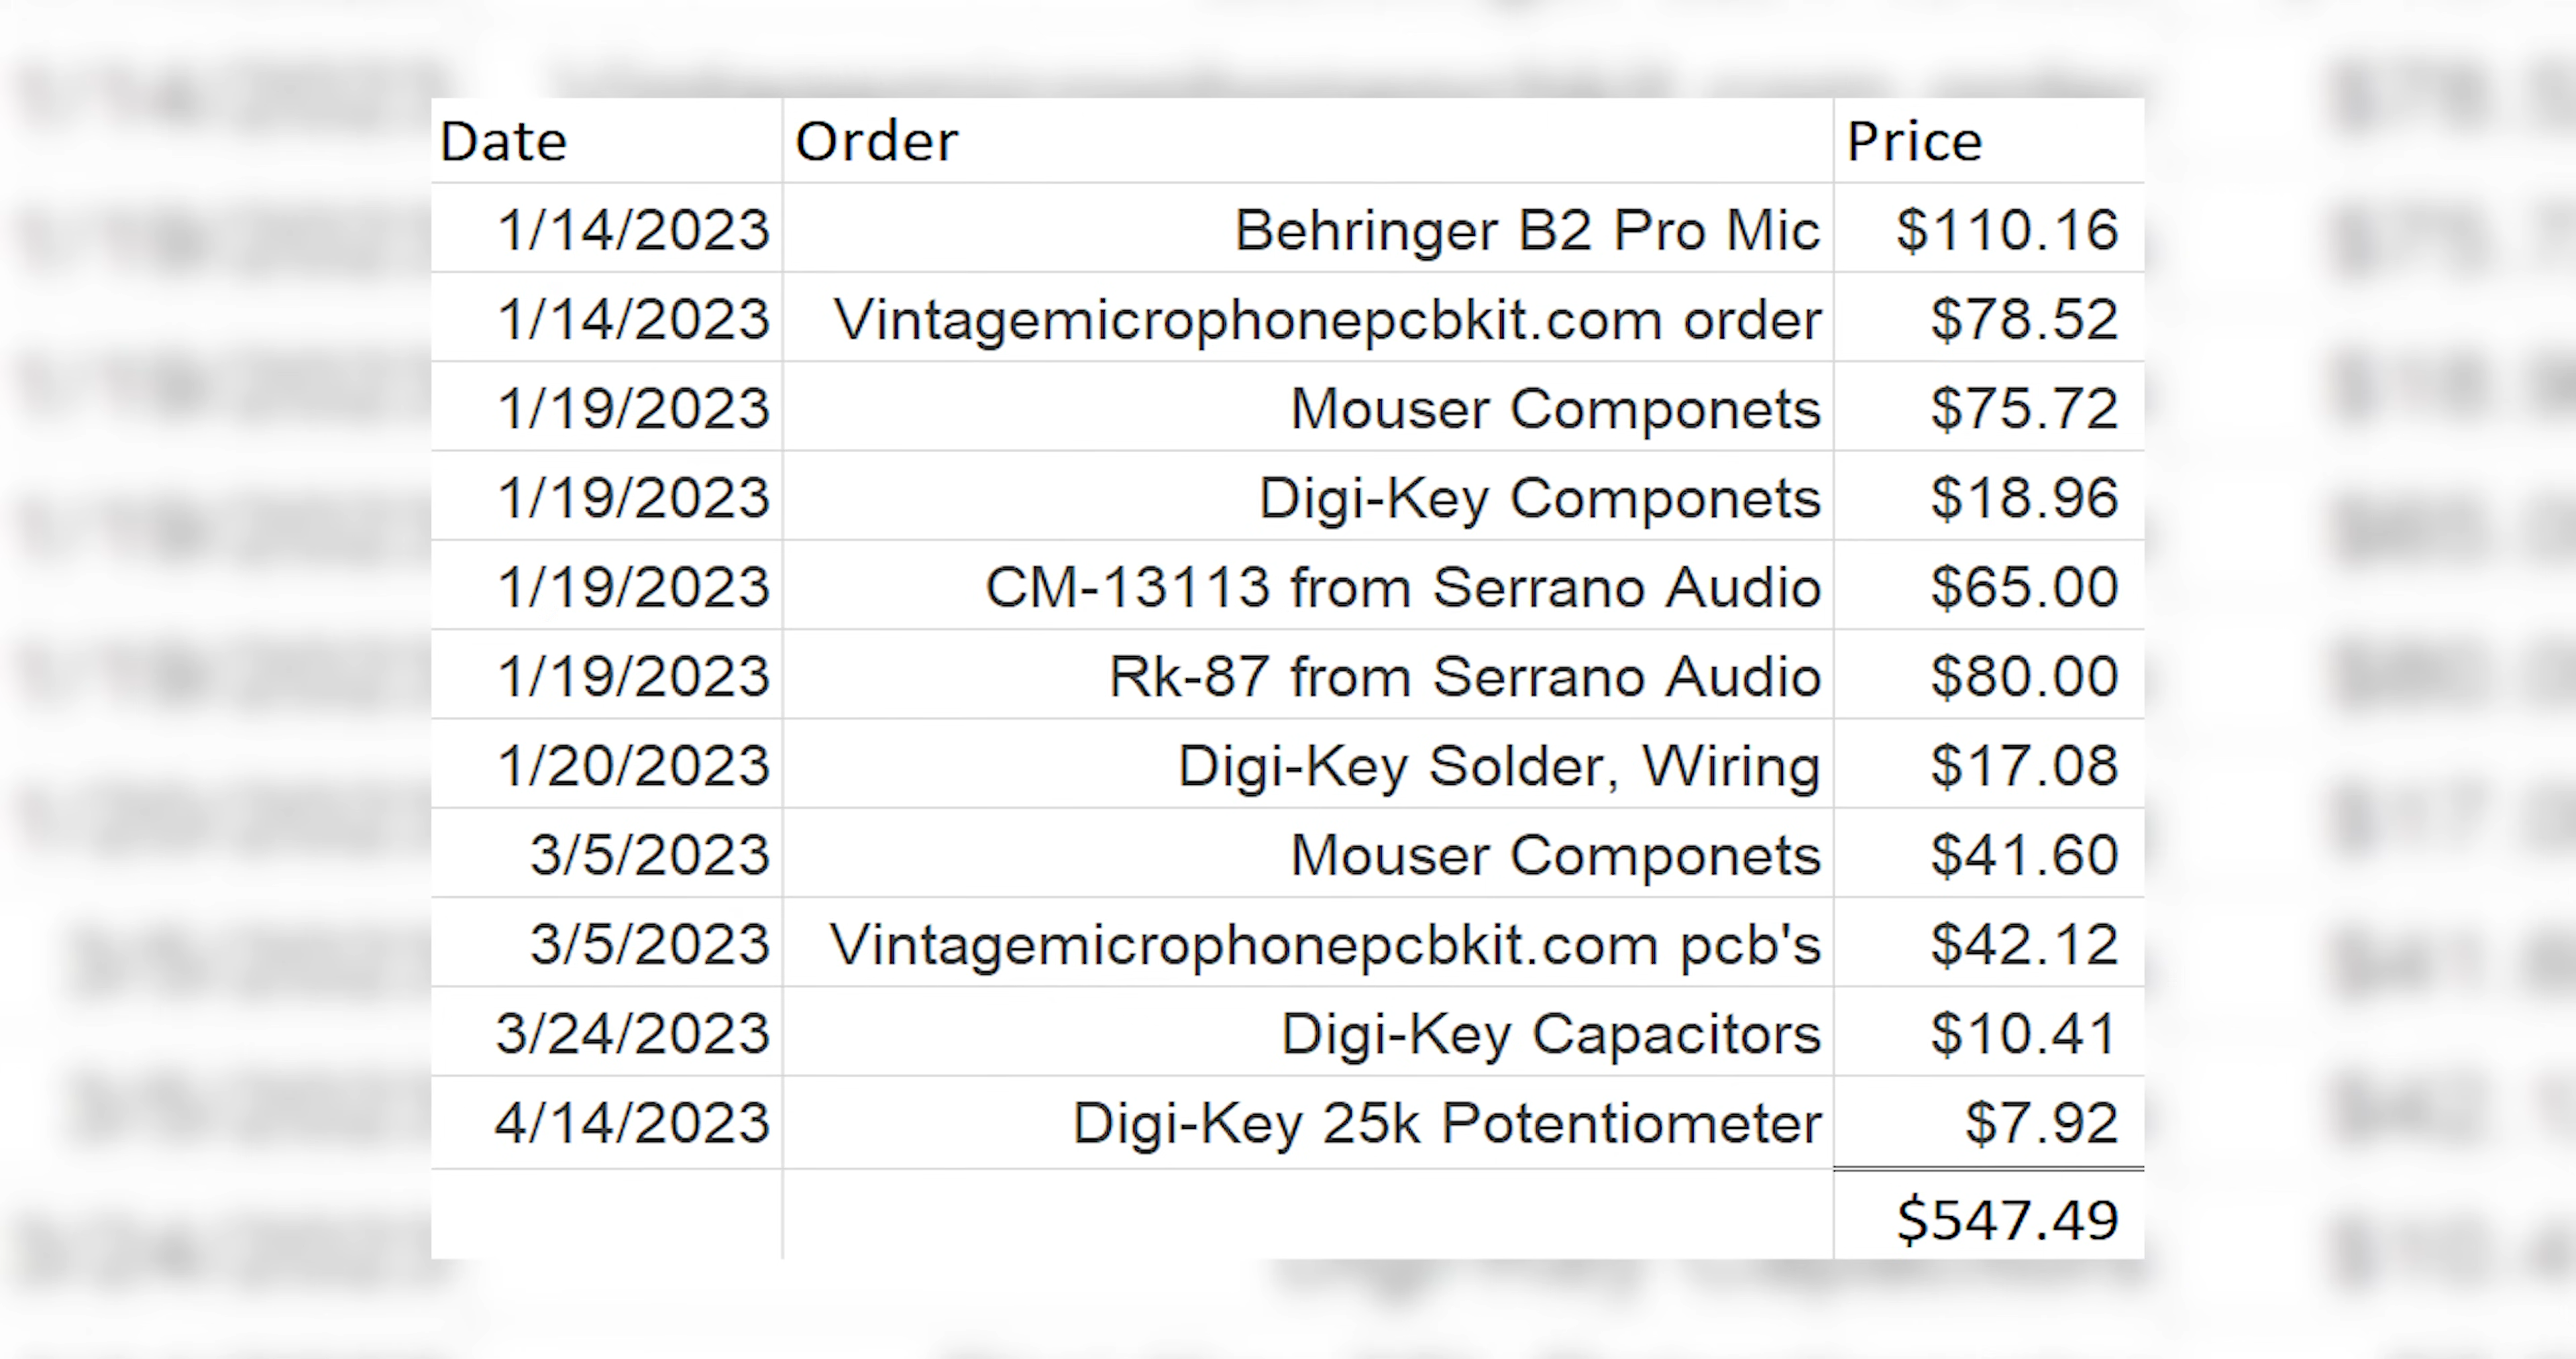 Date Order Price
1/14/2023 Behringer B2 Pro Mic $110.16
1/14/2023 Vintagemicrophonepcbkit.com order $78.52
1/19/2023 Mouser Componets $75.72
1/19/2023 Digi-Key Componets $18.96
1/19/2023 CM-13113 from Serrano Audio $65.00
1/19/2023 Rk-87 from Serrano Audio $80.00
1/20/2023 Digi-Key Solder, Wiring $17.08
3/5/2023 Mouser Componets $41.60
3/5/2023 Vintagemicrophonepcbkit.com pcb's $42.12
3/24/2023 Digi-Key Capacitors $10.41
4/14/2023 Digi-Key 25k Potentiometer $7.92
$547.49